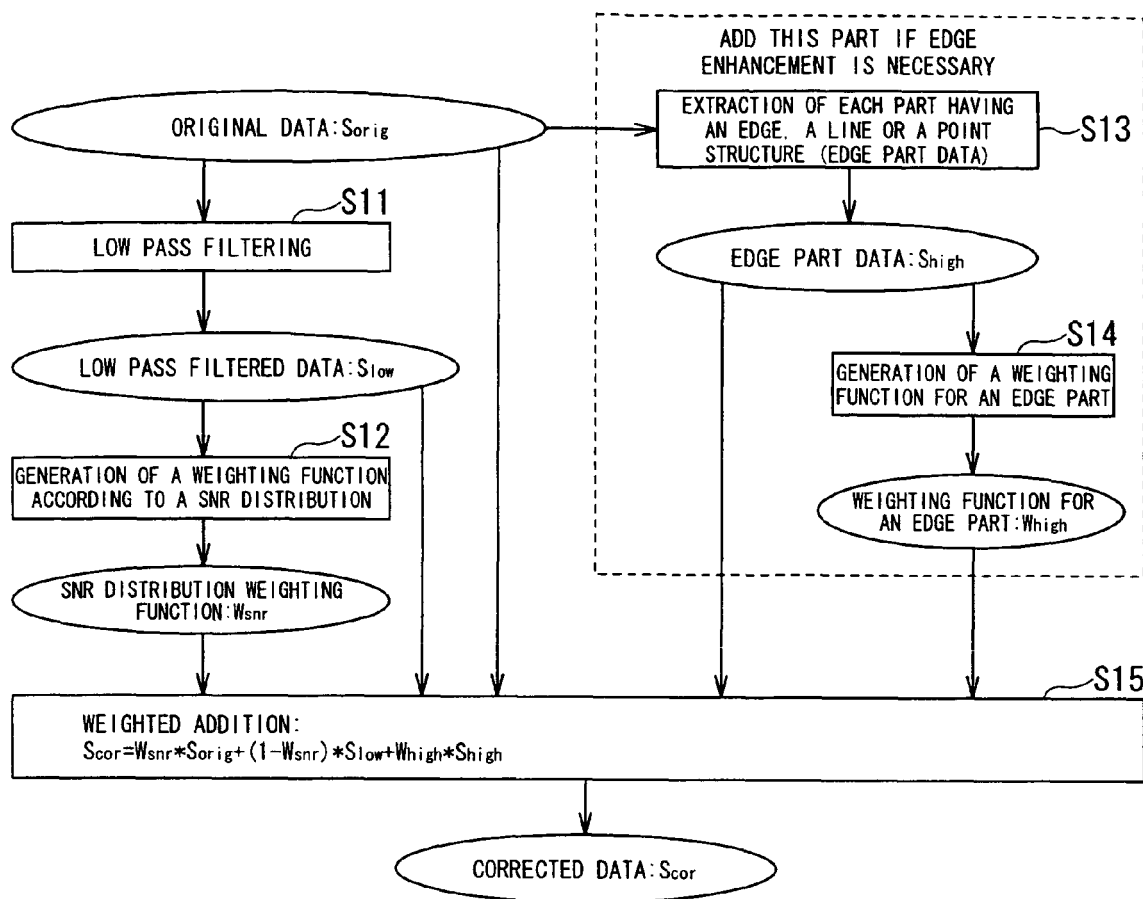 ADD THIS PART IF EDGE
ENHANCEMENT IS NECESSARY
ORIGINAL DATA:Sorig
EXTRACTION OF EACH PART HAVING
AN EDGE, A LINE OR A POINT
STRUCTURE (EDGE PART DATA)
S13
S11
LOW PASS FILTERING
EDGE PART DATA:Shigh
LOW PASS FILTERED DATA:Slow
S14
GENERATION OF A WEIGHTING
FUNCTION FOR AN EDGE PART
S12
GENERATION OF A WEIGHTING FUNCTION
ACCORDING TO A SNR DISTRIBUTION
WEIGHTING FUNCTION FOR
AN EDGE PART:Whigh
SNR DISTRIBUTION WEIGHTING
FUNCTION:Wsnr
S15
WEIGHTED ADDITION:
Scor=Wsnr*Sorig+(1-Wsnr)*Slow+Whigh*Shigh
CORRECTED DATA:Scor